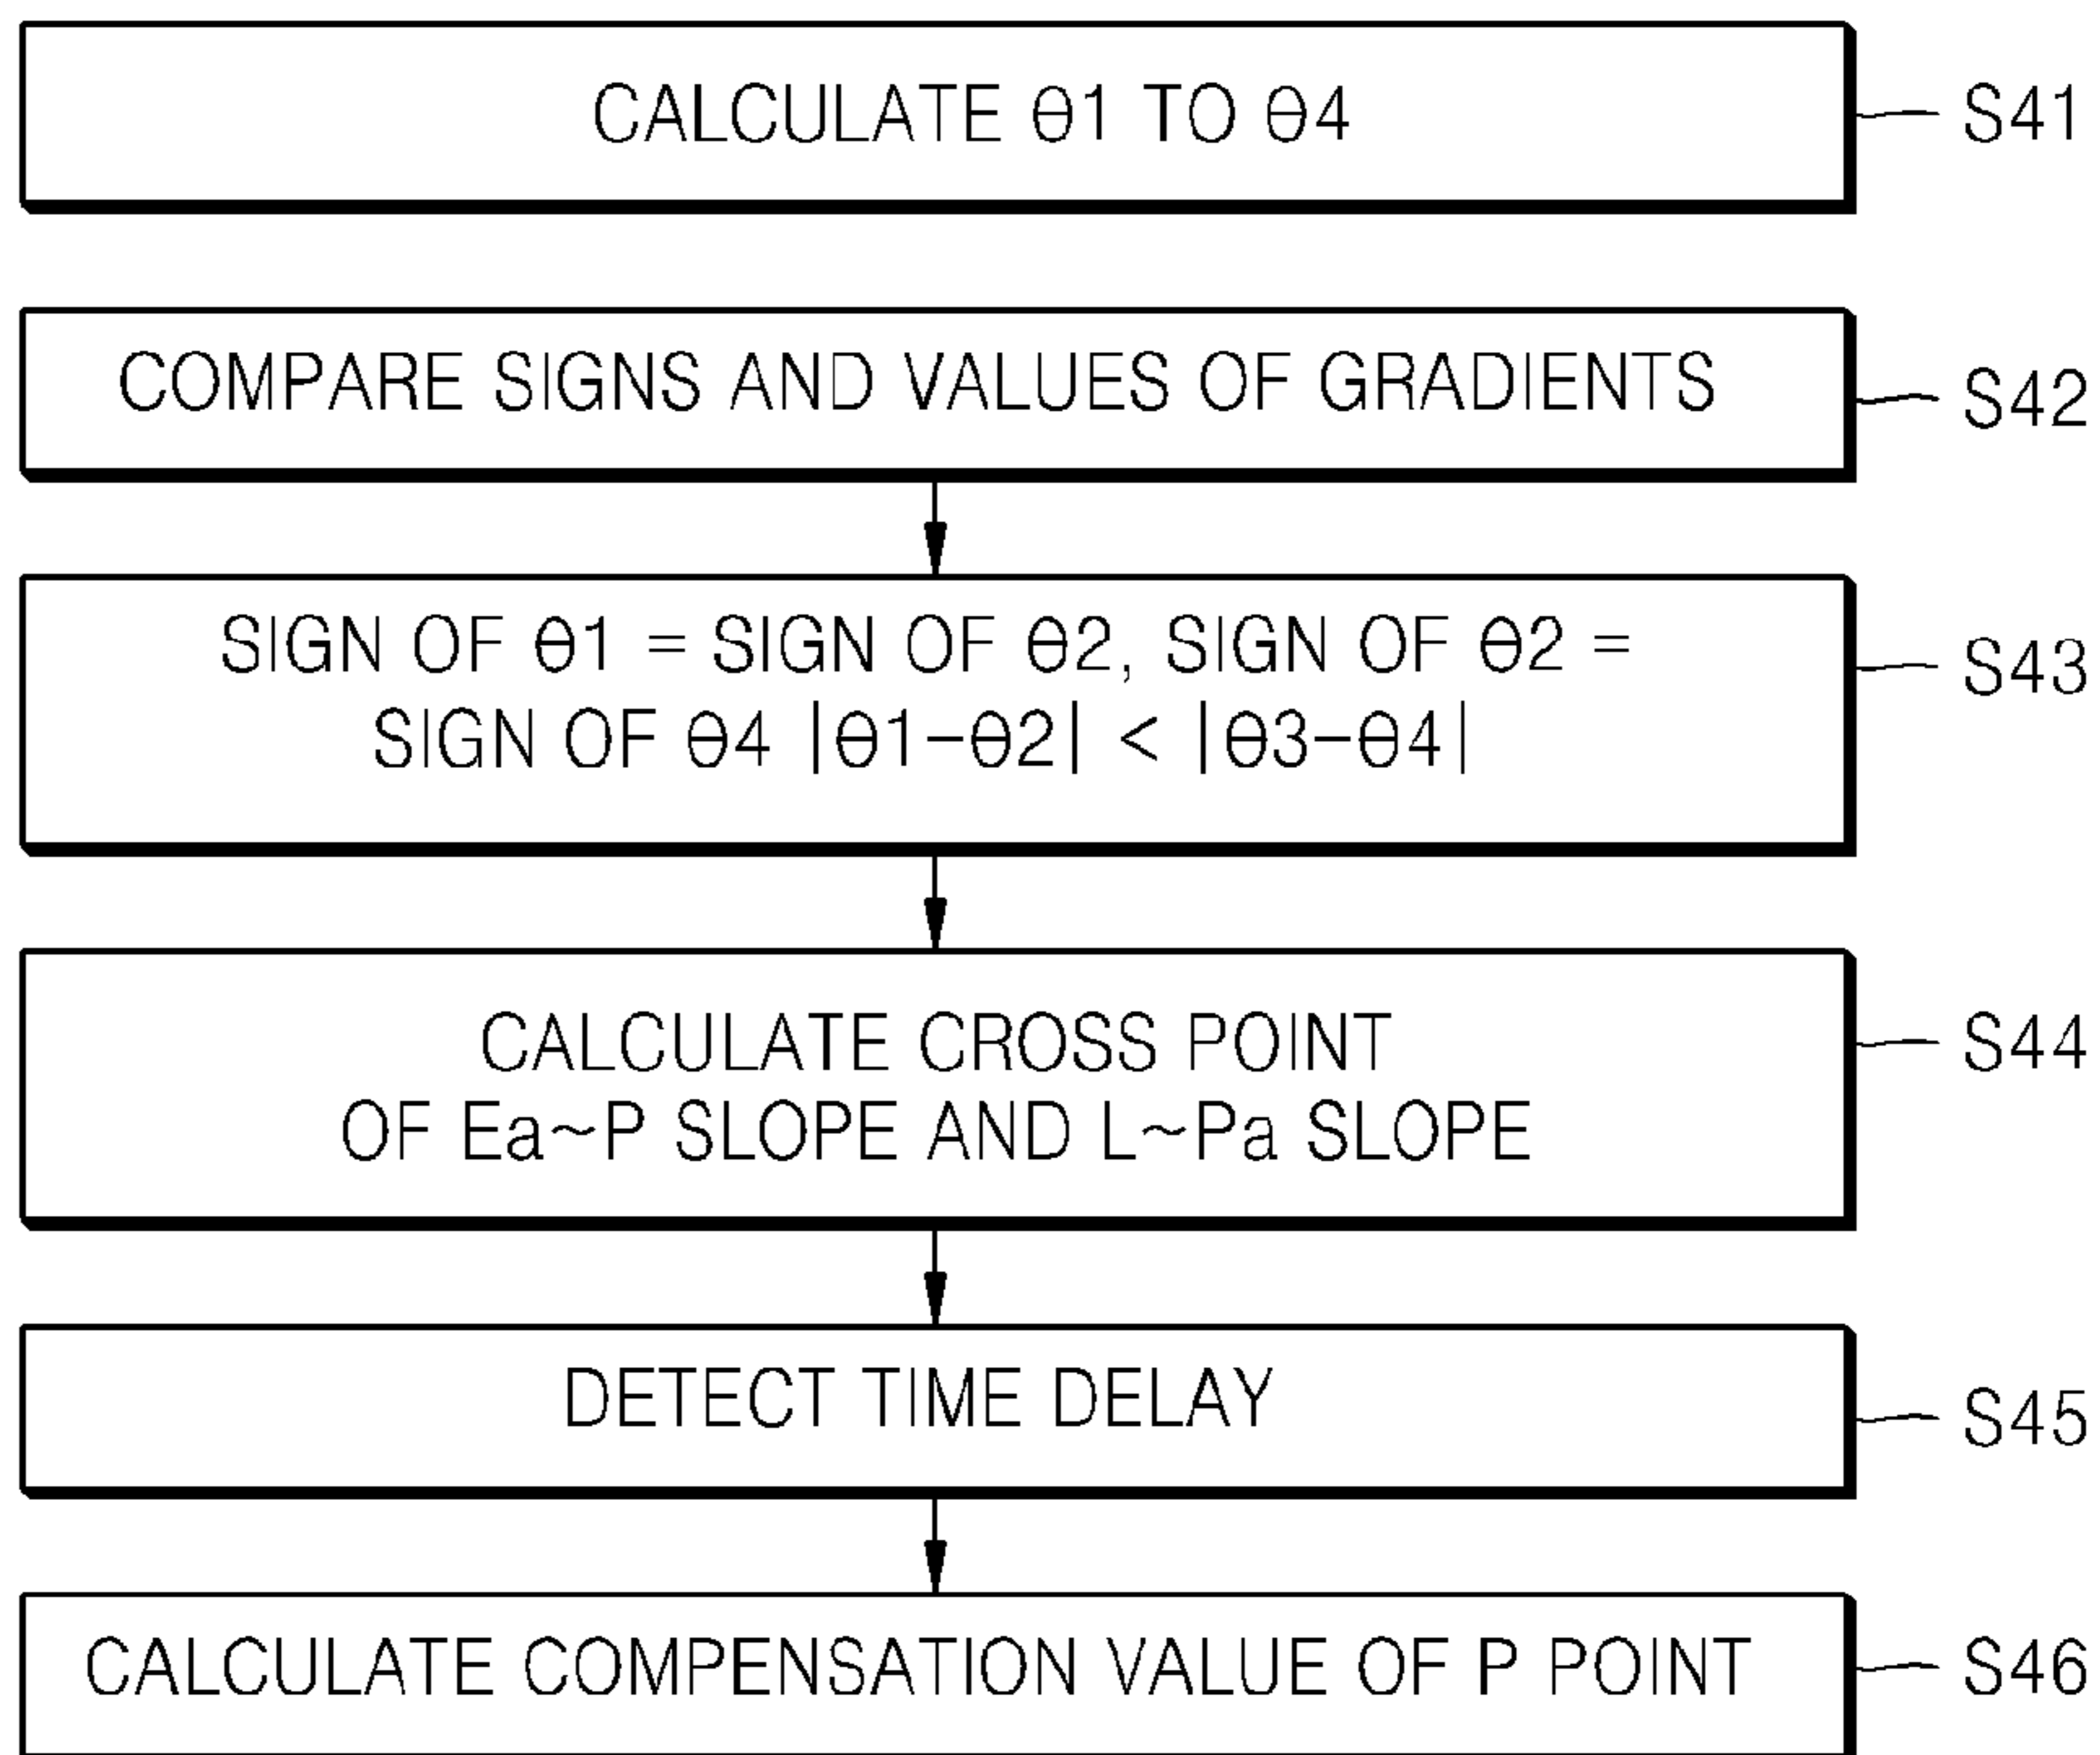 CALCULATE θ1 TO θ4
S41
COMPARE SIGNS AND VALUES OF GRADIENTS
S42
SIGN OF θ1 = SIGN OF θ2, SIGN OF θ2 =
SIGN OF θ4 |θ1-θ2| < |θ3-θ4|
S43
CALCULATE CROSS POINT
OF Ea~P SLOPE AND L~Pa SLOPE
S44
DETECT TIME DELAY
S45
CALCULATE COMPENSATION VALUE OF P POINT
S46